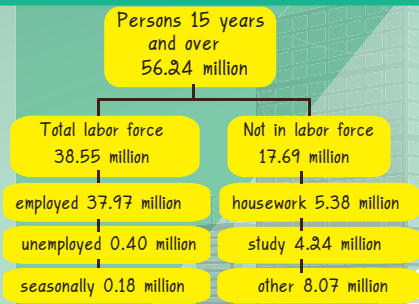 Persons 15 years
and over
56.24 million
Total labor force
38.55 million
Not in labor force
17.69 million
employed 37.97 million
housework 5.38 million
unemployed 0.40 million
study 4.24 million
seasonally 0.18 million
other 8.07 million